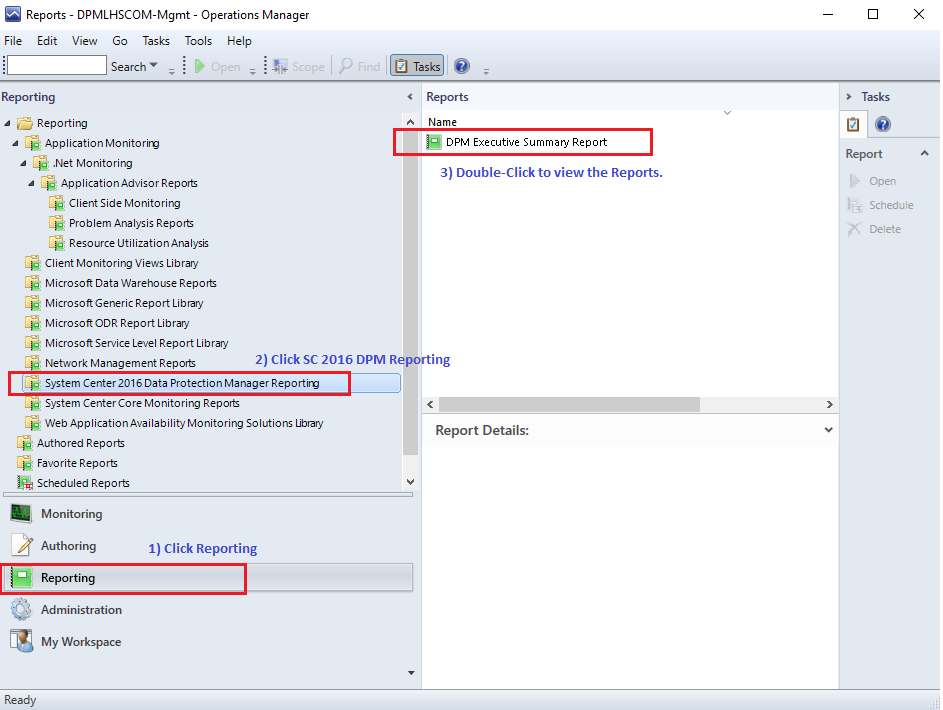 Reports - DPMLHSCOM-Mgmt - Operations Manager
File Edit View Go Tasks Tools Help
Search Open Scope Find Tasks
Reporting
Reporting
Application Monitoring
.Net Monitoring
Application Advisor Reports
Client Side Monitoring
Problem Analysis Reports
Resource Utilization Analysis
Client Monitoring Views Library
Microsoft Data Warehouse Reports
Microsoft Generic Report Library
Microsoft ODR Report Library
Microsoft Service Level Report Library
Network Management Reports
2) Click SC 2016 DPM Reporting
System Center 2016 Data Protection Manager Reporting
System Center Core Monitoring Reports
Web Application Availability Monitoring Solutions Library
Authored Reports
Favorite Reports
Scheduled Reports
Monitoring
Authoring
1) Click Reporting
Reporting
Administration
My Workspace
Reports
Name
DPM Executive Summary Report
3) Double-Click to view the Reports.
Report Details:
Tasks
Report
Open
Schedule
Delete
Ready